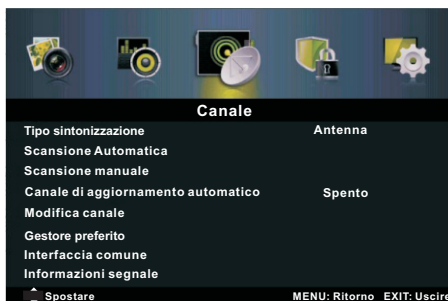 Canale
Tipo sintonizzazione Antenna
Scansione Automatica
Scansione manuale
Canale di aggiornamento automatico Spento
Modifica canale
Gestore preferito
Interfaccia comune
Informazioni segnale
Spostare MENU: Ritorno EXIT: Uscire